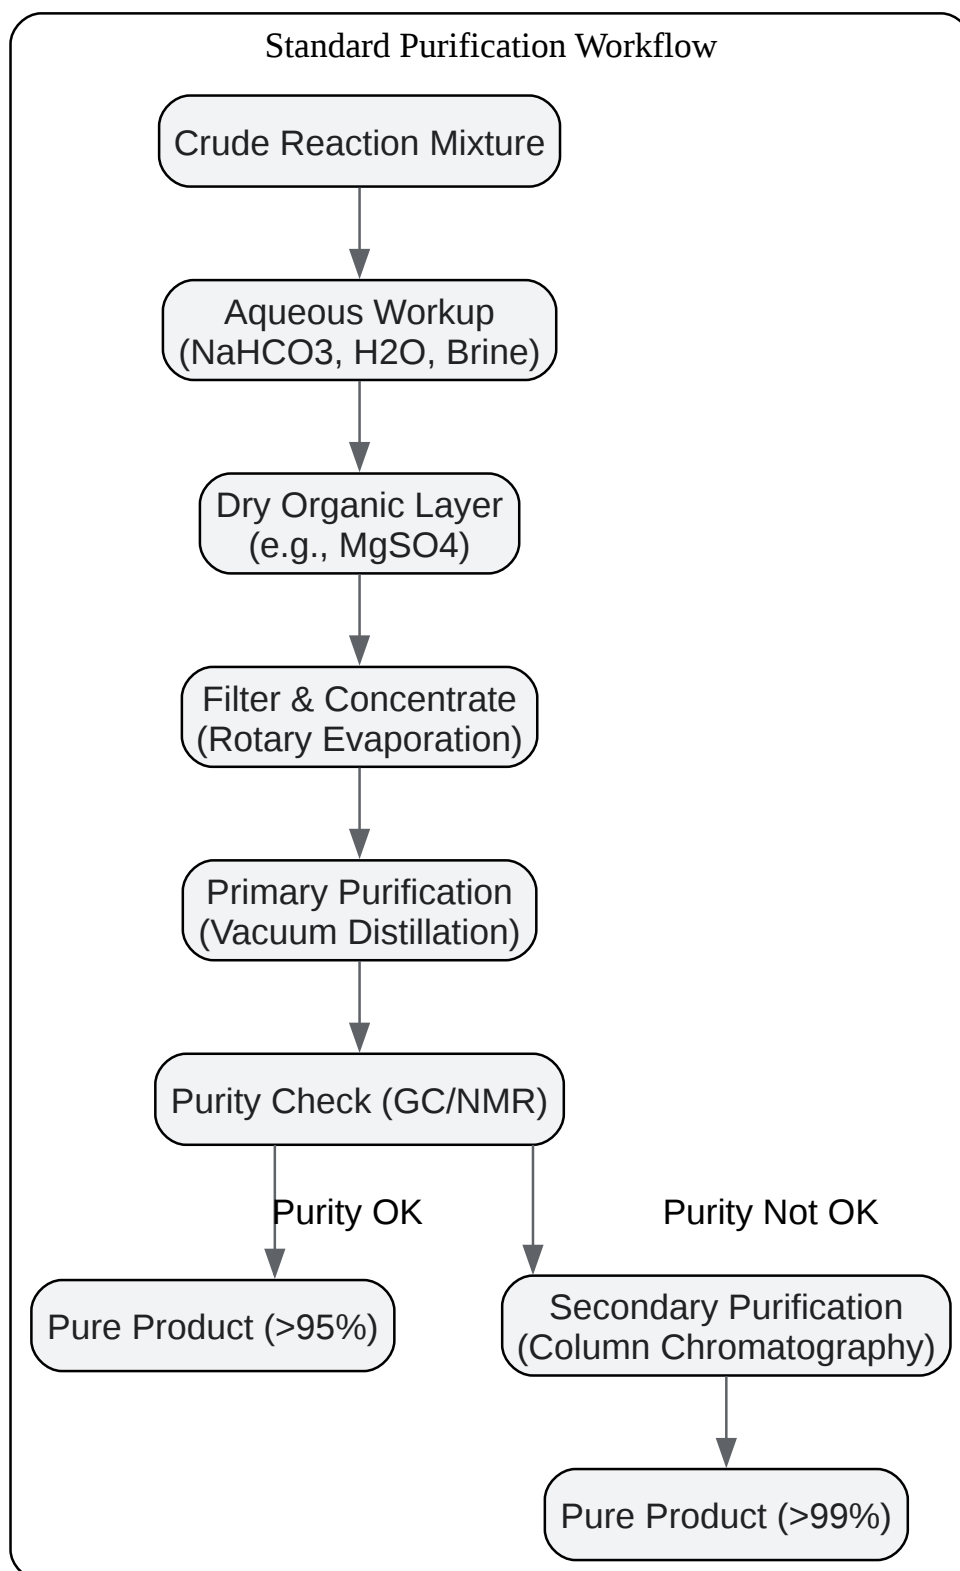 Standard Purification Workflow
Crude Reaction Mixture
Aqueous Workup
(NaHCO3, H2O, Brine)
Dry Organic Layer
(e.g., MgSO4)
Filter & Concentrate
(Rotary Evaporation)
Primary Purification
(Vacuum Distillation)
Purity Check (GC/NMR)
Purity OK
Purity Not OK
Pure Product (>95%)
Secondary Purification
(Column Chromatography)
Pure Product (>99%)